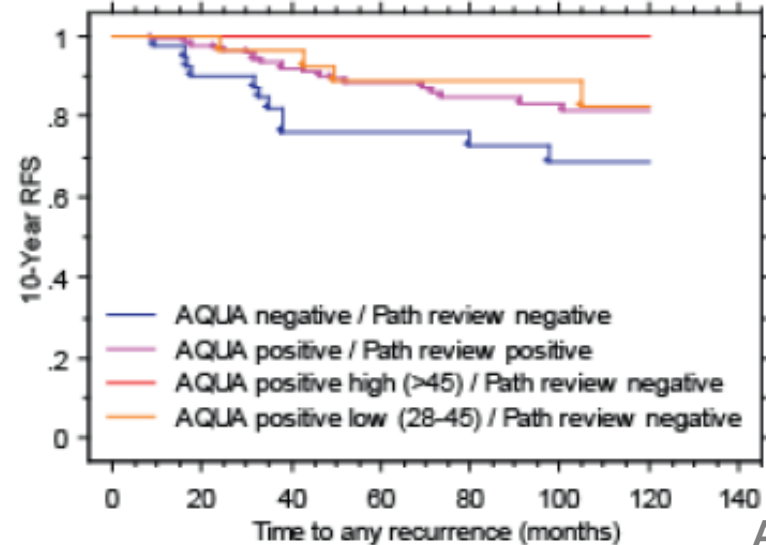 1
.8
.6
.4
.2
0
10-Year RFS
AQUA negative / Path review negative
AQUA positive / Path review positive
AQUA positive high (>45) / Path review negative
AQUA positive low (28-45) / Path review negative
0 20 40 60 80 100 120 140
Time to any recurrence (months)
A